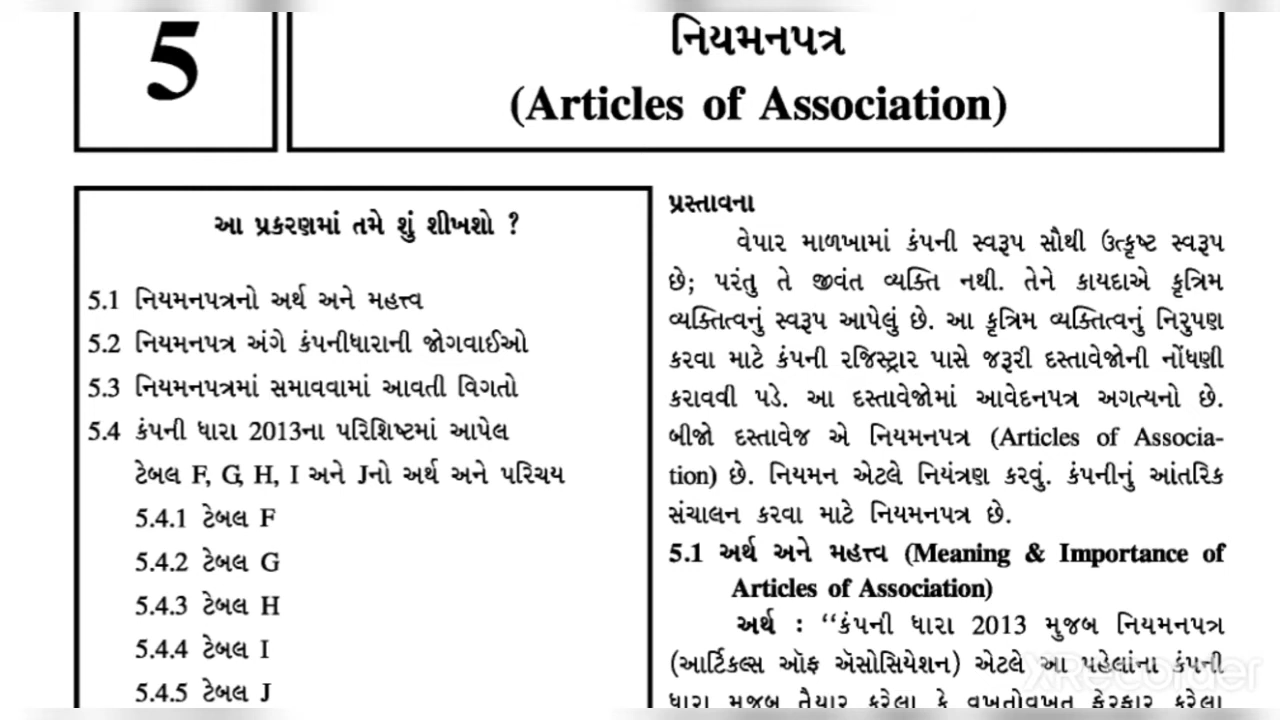 5
નિયમનપત્ર
(Articles of Association)
આ પ્રકરણમાં તમે શું શીખશો ?
5.1 નિયમનપત્રનો અર્થ અને મહત્ત્વ
5.2 નિયમનપત્ર અંગે કંપનીધારાની જોગવાઈઓ
5.3 નિયમનપત્રમાં સમાવવામાં આવતી વિગતો
5.4 કંપની ધારા 2013ના પરિશિષ્ટમાં આપેલ
ટેબલ F, G, H, I અને Jનો અર્થ અને પરિચય
5.4.1 ટેબલ F
5.4.2 ટેબલ G
5.4.3 ટેબલ H
5.4.4 ટેબલ I
5.4.5 ટેબલ J
પ્રસ્તાવના
વેપાર માળખામાં કંપની સ્વરૂપ સૌથી ઉત્કૃષ્ટ સ્વરૂપ
છે; પરંતુ તે જીવંત વ્યક્તિ નથી. તેને કાયદાએ કૃત્રિમ
વ્યક્તિત્વનું સ્વરૂપ આપેલું છે. આ કૃત્રિમ વ્યક્તિત્વનું નિરુપણ
કરવા માટે કંપની રજિસ્ટ્રાર પાસે જરૂરી દસ્તાવેજોની નોંધણી
કરાવવી પડે. આ દસ્તાવેજોમાં આવેદનપત્ર અગત્યનો છે.
બીજો દસ્તાવેજ એ નિયમનપત્ર (Articles of Associa-
tion) છે. નિયમન એટલે નિયંત્રણ કરવું. કંપનીનું આંતરિક
સંચાલન કરવા માટે નિયમનપત્ર છે.
5.1 અર્થ અને મહત્ત્વ (Meaning & Importance of
Articles of Association)
અર્થ : “કંપની ધારા 2013 મુજબ નિયમનપત્ર
(આર્ટિકલ્સ ઑફ ઍસોસિયેશન) એટલે આ પહેલાંના કંપની
ધારા મુજબ તૈયાર કરેલા કે વખતોવખત ફેરફાર કરેલા
XRecorder